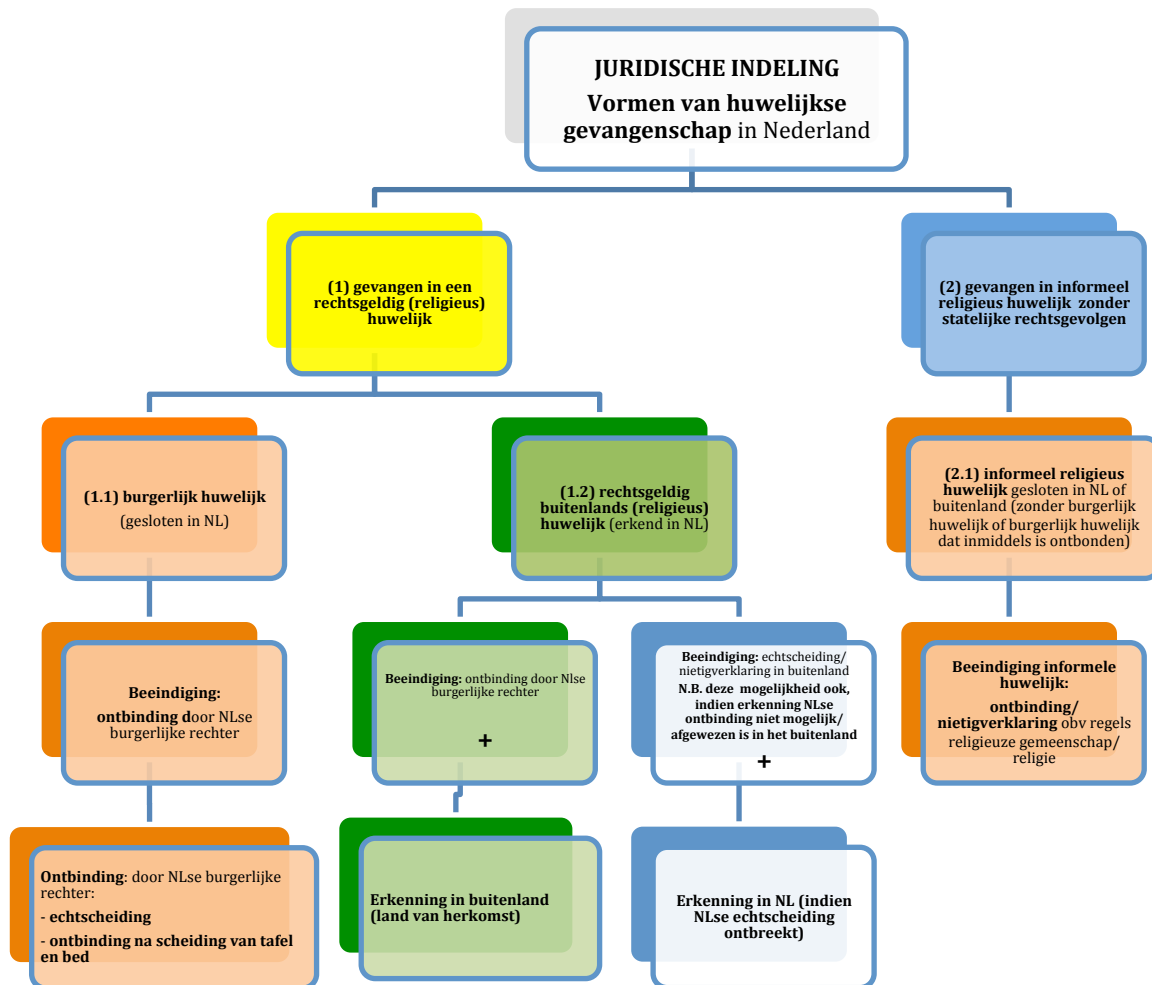 JURIDISCHE INDELING
Vormen van huwelijkse
gevangenschap in Nederland
(1) gevangen in een
rechtsgeldig (religieus)
huwelijk
(2) gevangen in informeel
religieus huwelijk zonder
statelijke rechtsgevolgen
(1.1) burgerlijk huwelijk
(gesloten in NL)
(1.2) rechtsgeldig
buitenlands (religieus)
huwelijk (erkend in NL)
(2.1) informeel religieus
huwelijk gesloten in NL of
buitenland (zonder burgerlijk
huwelijk of burgerlijk huwelijk
dat inmiddels is ontbonden)
Beeindiging:
ontbinding door NLse
burgerlijke rechter
Beeindiging: ontbinding door Nlse
burgerlijke rechter
+
Beeindiging: echtscheiding/
nietigverklaring in buitenland
N.B. deze mogelijkheid ook,
indien erkenning NLse
ontbinding niet mogelijk/
afgewezen is in het buitenland
+
Beeindiging informele
huwelijk:
ontbinding/
nietigverklaring obv regels
religieuze gemeenschap/
religie
Ontbinding: door NLse burgerlijke
rechter:
- echtscheiding
- ontbinding na scheiding van tafel
en bed
Erkenning in buitenland
(land van herkomst)
Erkenning in NL (indien
NLse echtscheiding
ontbreekt)